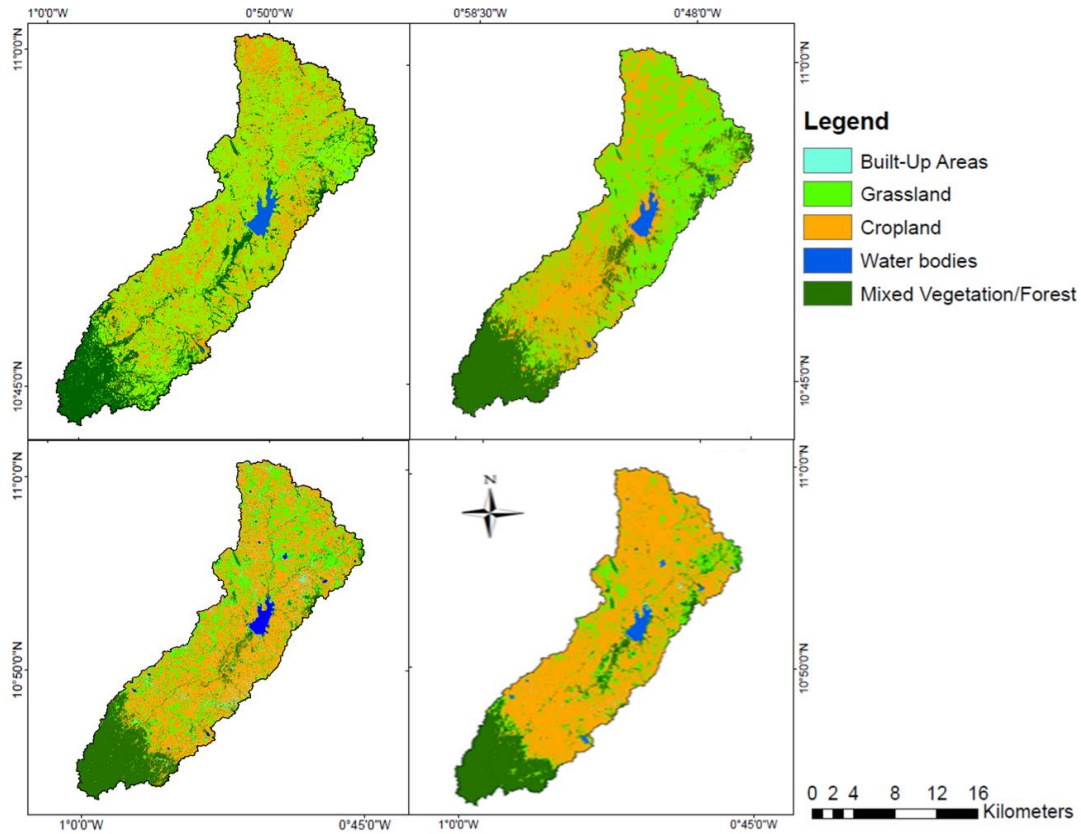 1°0'0"W 0°50'0"W
0°58'30"W 0°48'0"W
11°0'0"N
10°45'0"N
11°0'0"N
10°45'0"N
Legend
Built-Up Areas
Grassland
Cropland
Water bodies
Mixed Vegetation/Forest
11°0'0"N
10°50'0"N
N
11°0'0"N
10°50'0"N
1°0'0"W 0°45'0"W
1°0'0"W 0°45'0"W
0 2 4 8 12 16
Kilometers